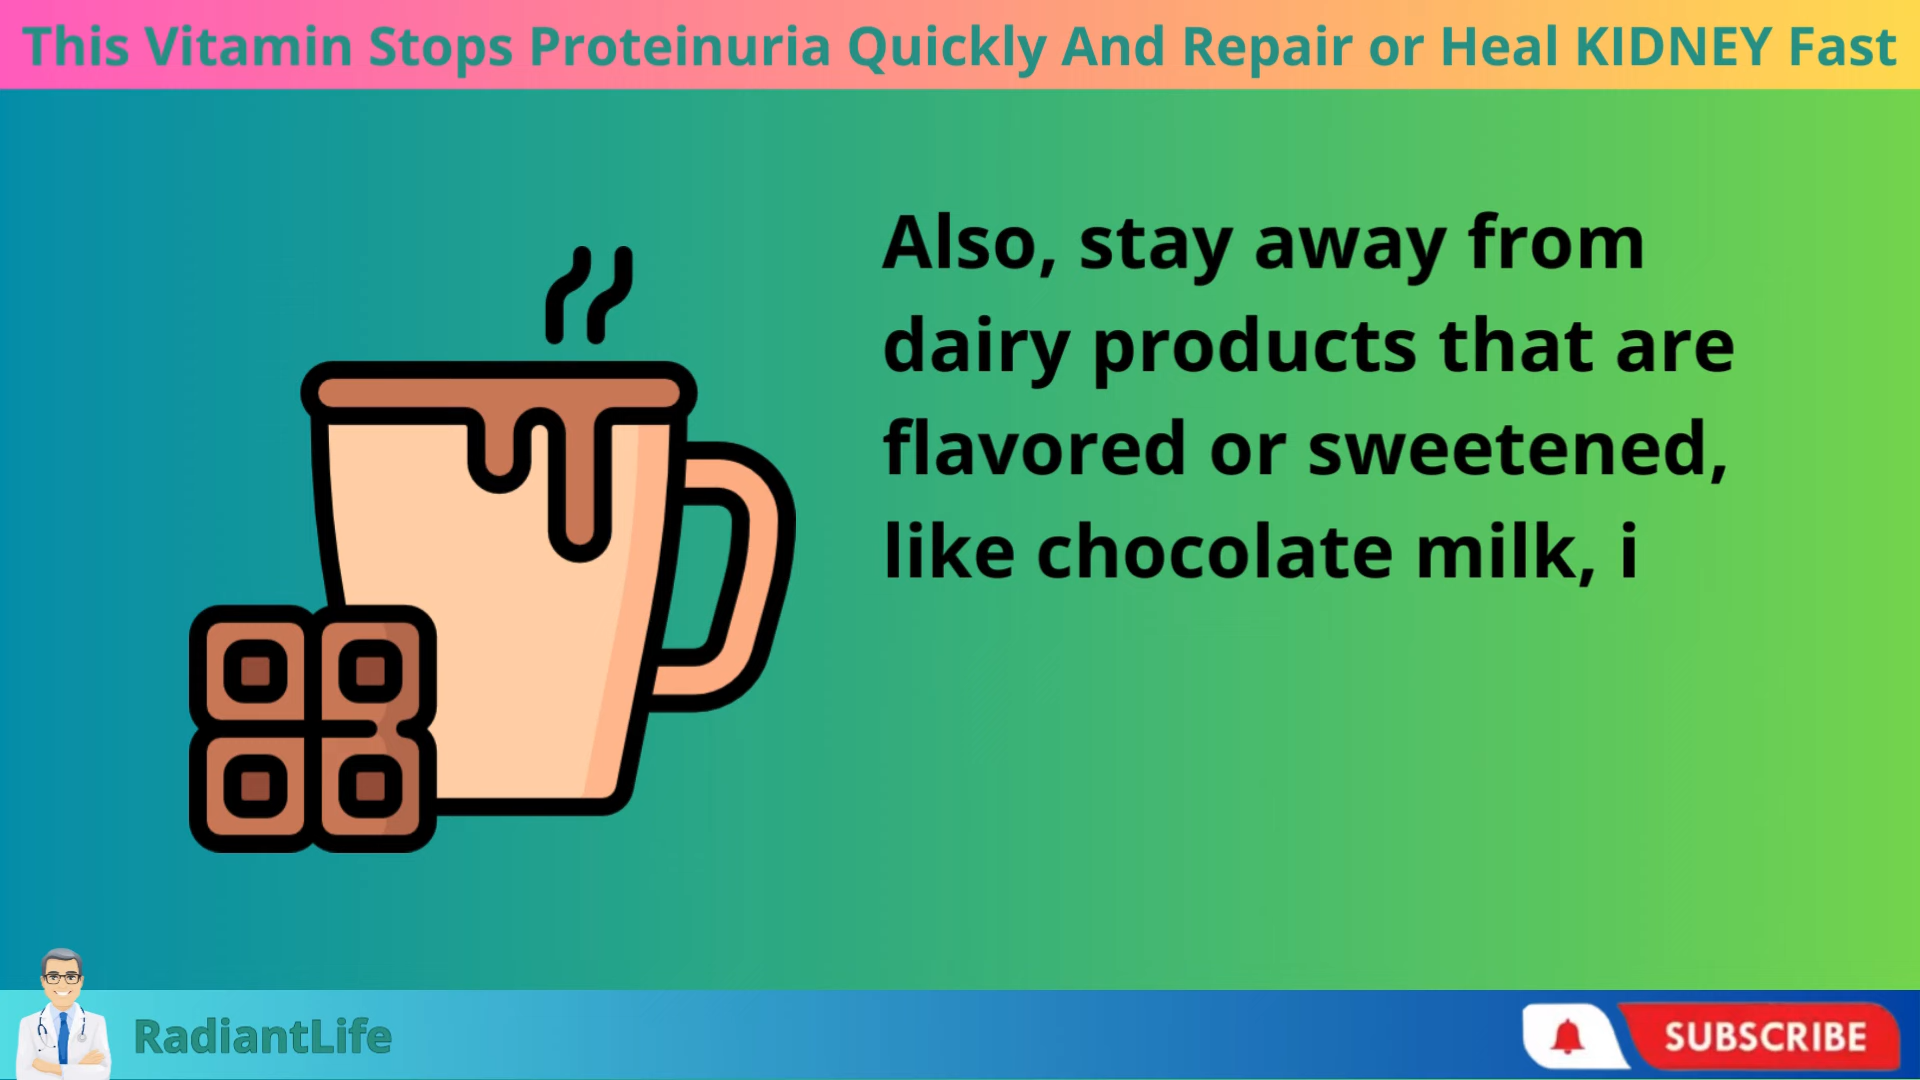 This Vitamin Stops Proteinuria Quickly And Repair or Heal KIDNEY Fast
Also, stay away from
dairy products that are
flavored or sweetened,
like chocolate milk, i
RadiantLife
SUBSCRIBE